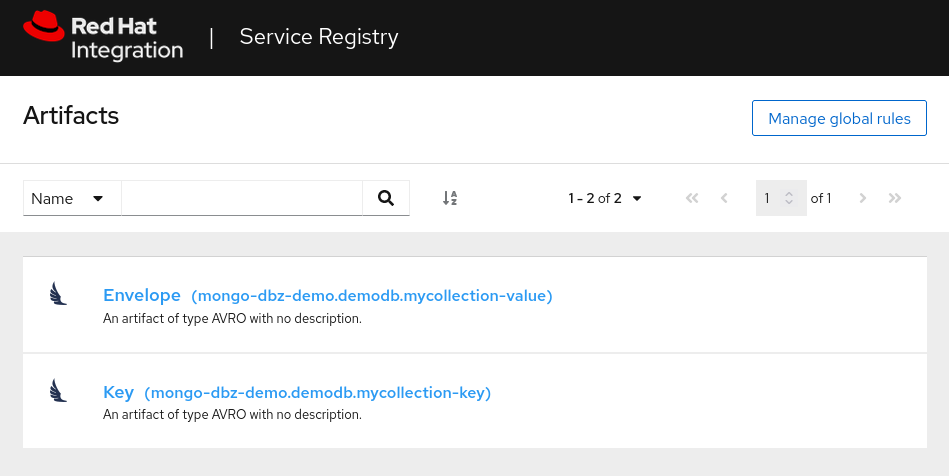 Red Hat
Integration | Service Registry
Artifacts
Manage global rules
Name
1 - 2 of 2
1 of 1
Envelope (mongo-dbz-demo.demodb.mycollection-value)
An artifact of type AVRO with no description.
Key (mongo-dbz-demo.demodb.mycollection-key)
An artifact of type AVRO with no description.